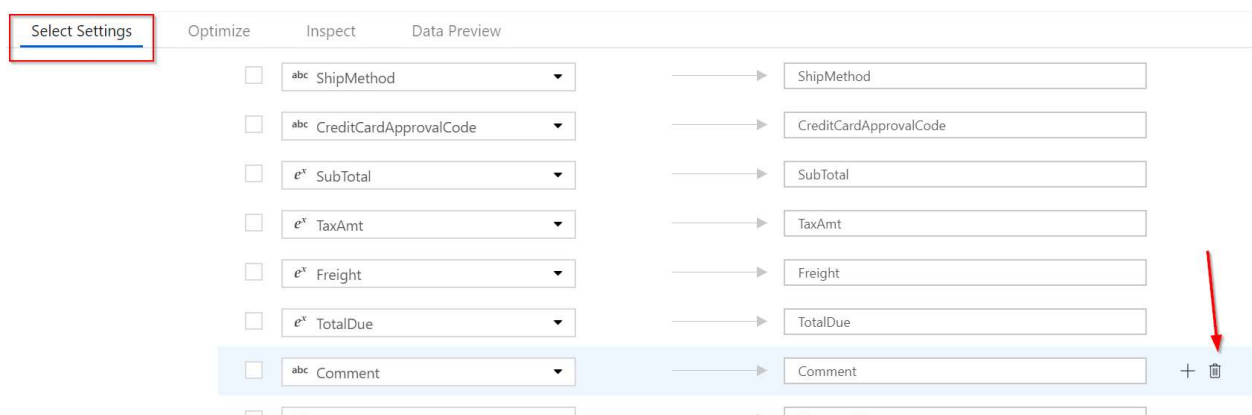 Select Settings Optimize Inspect Data Preview
abc ShipMethod ShipMethod
abc CreditCardApprovalCode CreditCardApprovalCode
e^x SubTotal SubTotal
e^x TaxAmt TaxAmt
e^x Freight Freight
e^x TotalDue TotalDue
abc Comment Comment